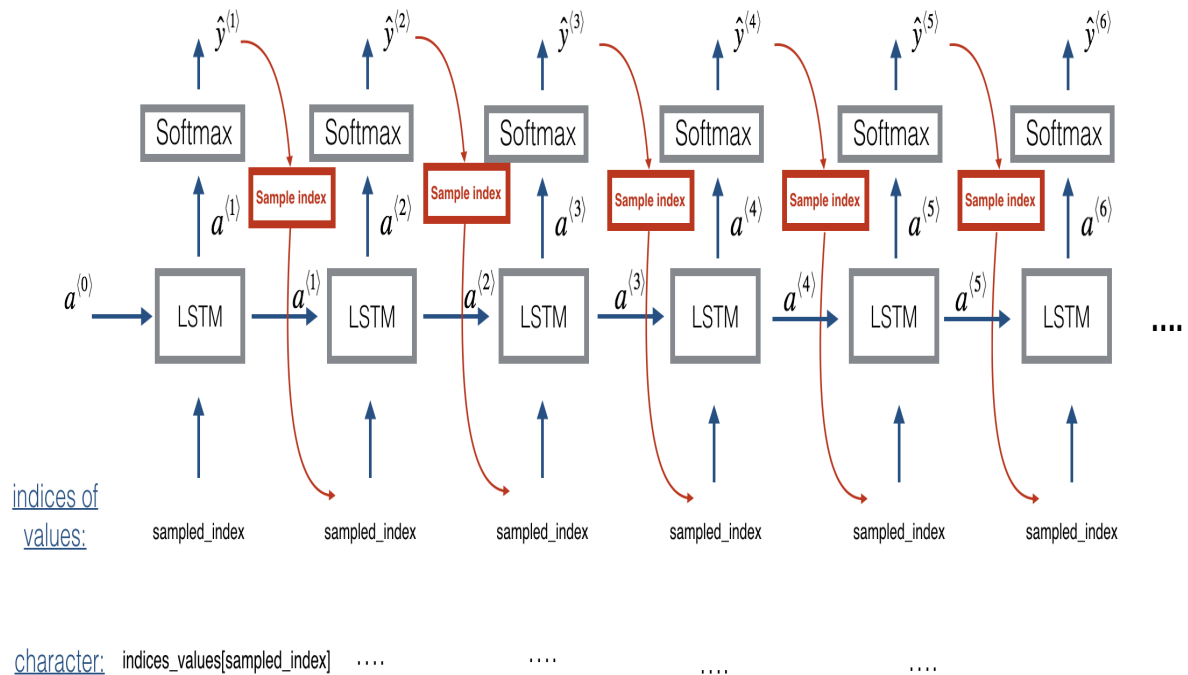 ŷ⟨1⟩ ŷ⟨2⟩ ŷ⟨3⟩ ŷ⟨4⟩ ŷ⟨5⟩ ŷ⟨6⟩
Softmax Softmax Softmax Softmax Softmax Softmax
Sample index Sample index Sample index Sample index Sample index
a⟨1⟩ a⟨2⟩ a⟨3⟩ a⟨4⟩ a⟨5⟩ a⟨6⟩
a⟨0⟩ a⟨1⟩ a⟨2⟩ a⟨3⟩ a⟨4⟩ a⟨5⟩
LSTM LSTM LSTM LSTM LSTM LSTM ....
indices of
values:
sampled_index sampled_index sampled_index sampled_index sampled_index sampled_index
character: indices_values[sampled_index] .... .... .... ....